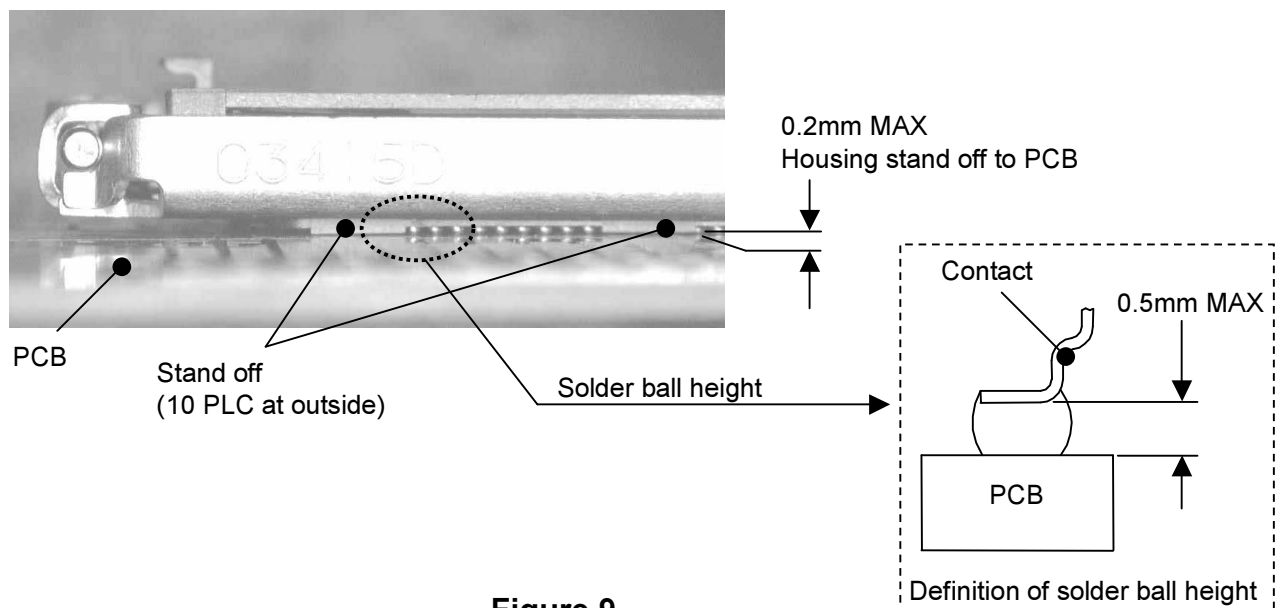 03415D
0.2mm MAX
Housing stand off to PCB
Contact
0.5mm MAX
PCB
Stand off
(10 PLC at outside)
Solder ball height
PCB
Definition of solder ball height
Figure 9